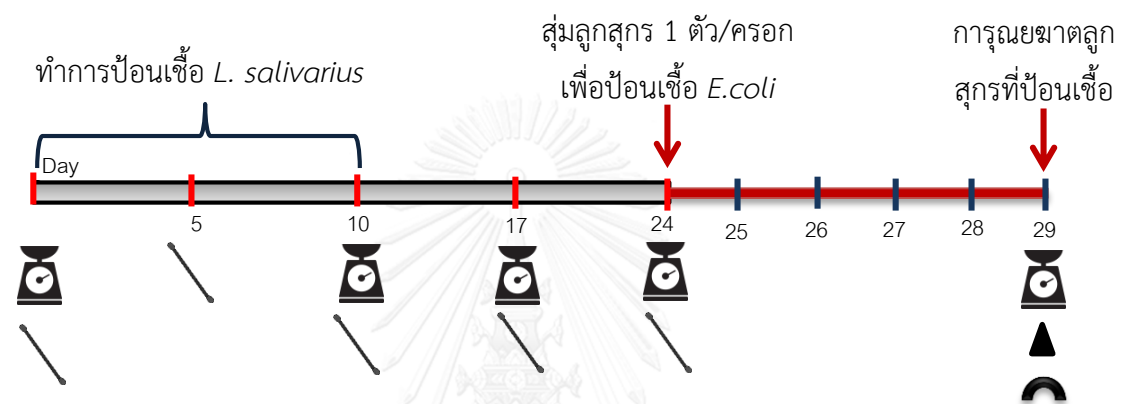 ทำการป้อนเชื้อ L. salivarius
สุ่มลูกสุกร 1 ตัว/ครอก
เพื่อป้อนเชื้อ E.coli
การุณยฆาตลูก
สุกรที่ป้อนเชื้อ
Day
5
10
17
24
25
26
27
28
29